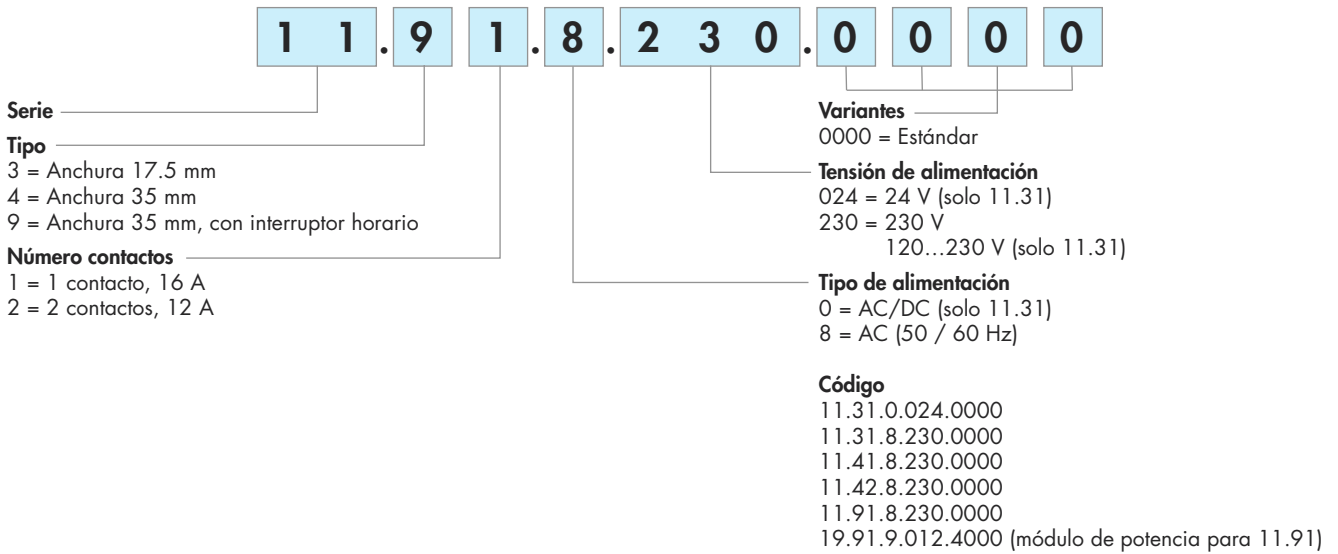 1 1.9 1.8.2 3 0.0 0 0 0
Serie
Tipo
3 = Anchura 17.5 mm
4 = Anchura 35 mm
9 = Anchura 35 mm, con interruptor horario
Número contactos
1 = 1 contacto, 16 A
2 = 2 contactos, 12 A
Variantes
0000 = Estándar
Tensión de alimentación
024 = 24 V (solo 11.31)
230 = 230 V
120...230 V (solo 11.31)
Tipo de alimentación
0 = AC/DC (solo 11.31)
8 = AC (50 / 60 Hz)
Código
11.31.0.024.0000
11.31.8.230.0000
11.41.8.230.0000
11.42.8.230.0000
11.91.8.230.0000
19.91.9.012.4000 (módulo de potencia para 11.91)